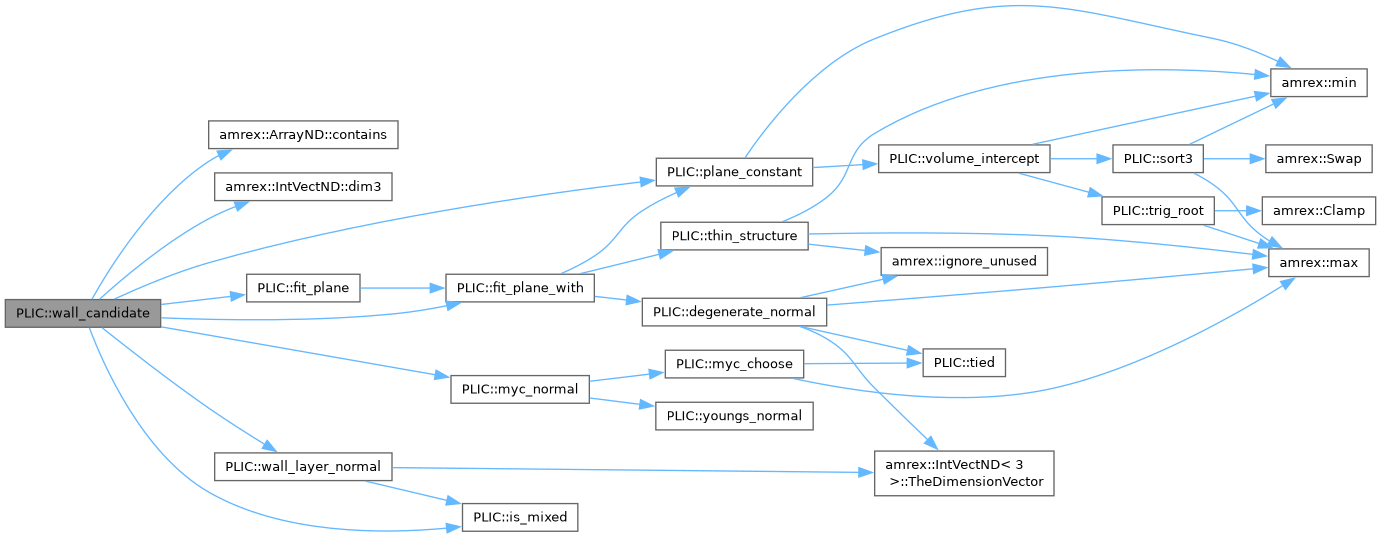 PLIC::wall_candidate
amrex::ArrayND::contains
amrex::IntVectND::dim3
PLIC::fit_plane
PLIC::fit_plane_with
PLIC::myc_normal
PLIC::wall_layer_normal
PLIC::is_mixed
PLIC::plane_constant
PLIC::thin_structure
PLIC::degenerate_normal
PLIC::myc_choose
PLIC::youngs_normal
PLIC::volume_intercept
amrex::ignore_unused
PLIC::tied
amrex::IntVectND< 3
>::TheDimensionVector
PLIC::sort3
PLIC::trig_root
amrex::min
amrex::Swap
amrex::Clamp
amrex::max